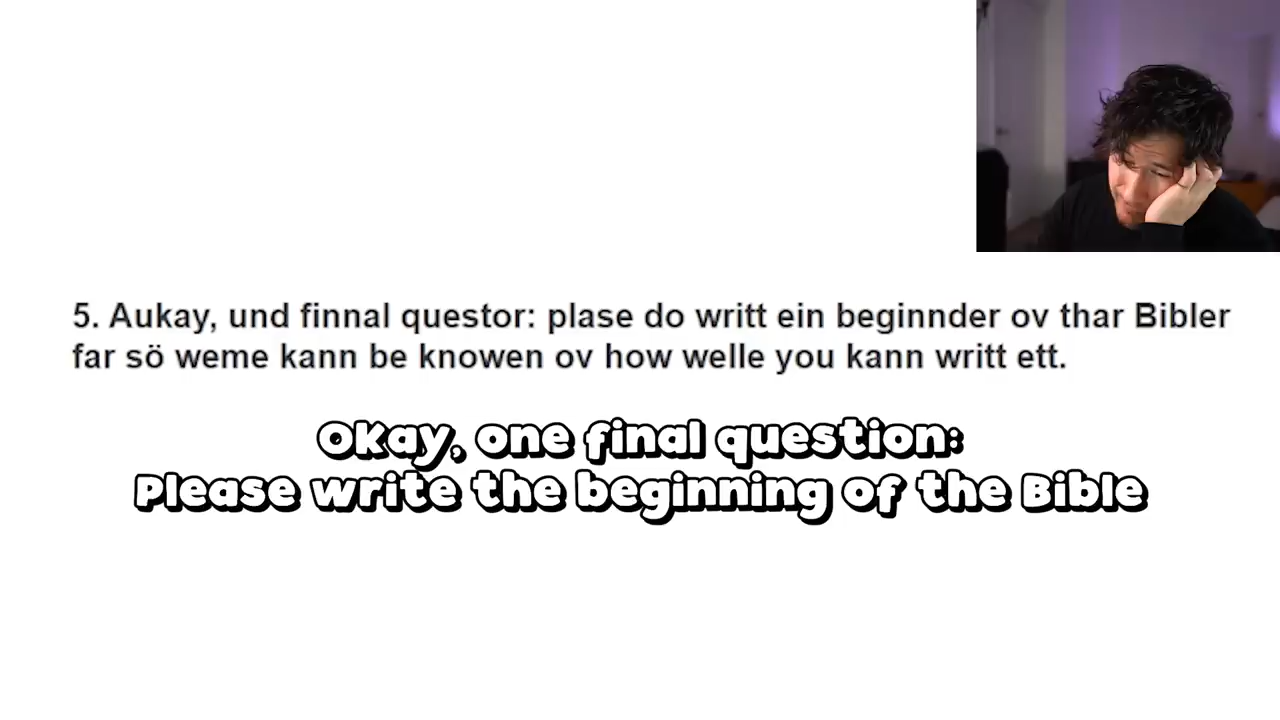 5. Aukay, und finnal questor: plase do writt ein beginnder ov thar Bibler
far sö weme kann be knowen ov how welle you kann writt ett.
Okay, one final question:
Please write the beginning of the Bible